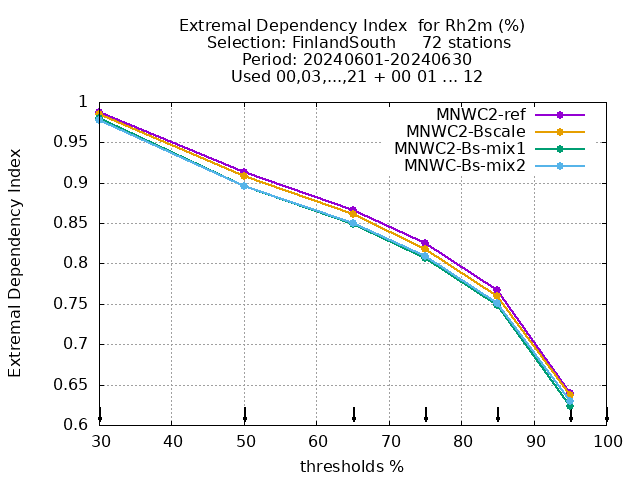 Extremal Dependency Index  for Rh2m (%)
Selection: FinlandSouth     72 stations
Period: 20240601-20240630
Used 00,03,...,21 + 00 01 ... 12
MNWC2-ref
MNWC2-Bscale
MNWC2-Bs-mix1
MNWC-Bs-mix2
Extremal Dependency Index
1
0.95
0.9
0.85
0.8
0.75
0.7
0.65
0.6
30 40 50 60 70 80 90 100
thresholds %